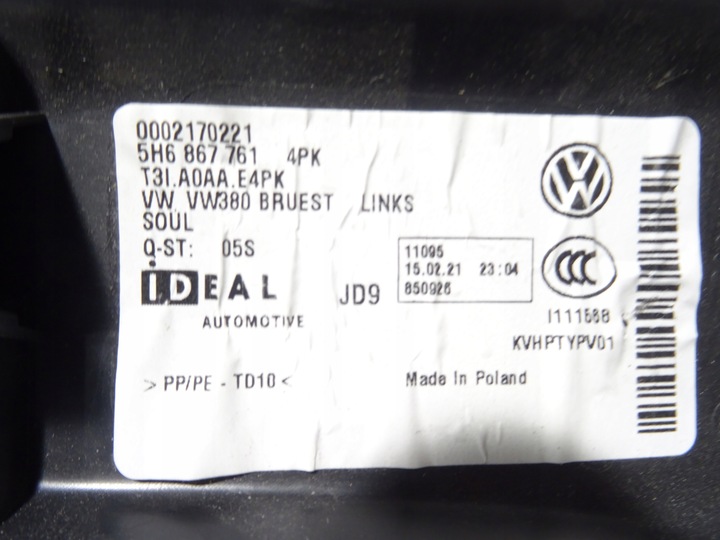 0002170221
5H6 867 761 4PK
T3I.A0AA.E4PK
VW VW380 BRUEST LINKS
SOUL
Q-ST: 05S
11095
15.02.21 23:04
850926
iDEAL
AUTOMOTIVE
JD9
CCC
I111588
KVHPTYPV01
>PP/PE - TD10<
Made In Poland